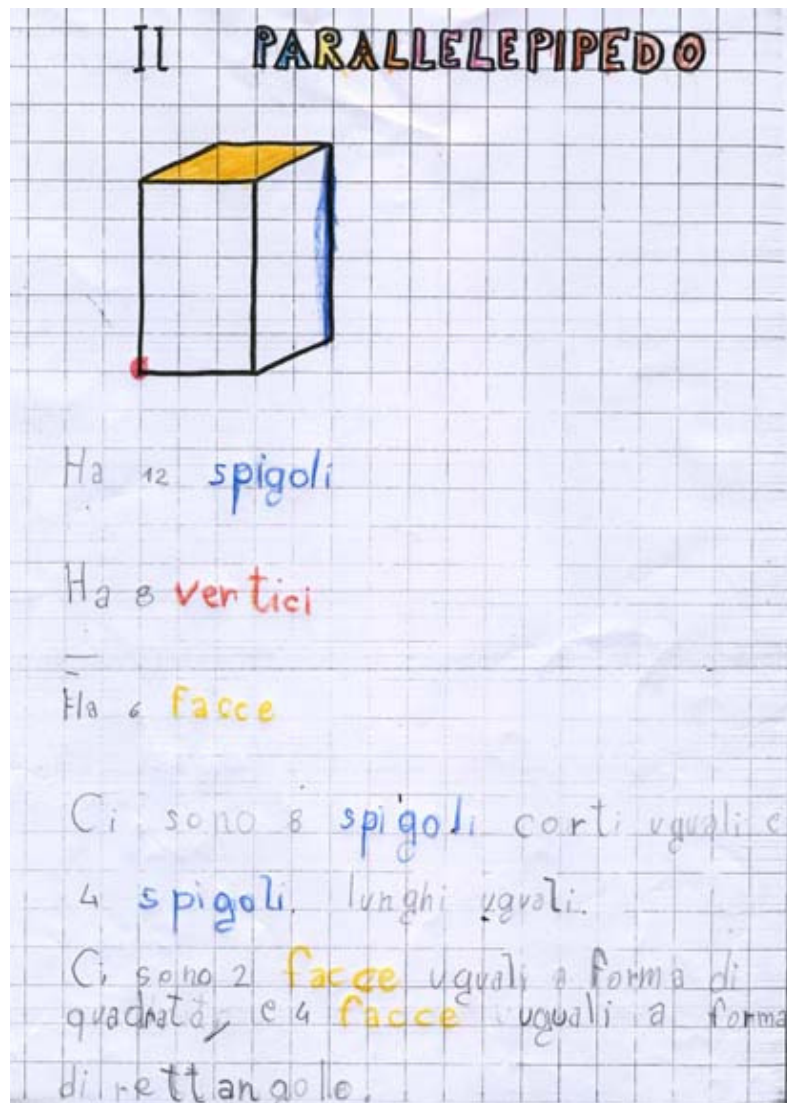 Il PARALLELEPIPEDO
Ha 12 spigoli
Ha 8 vertici
Ha 6 facce
Ci sono 8 spigoli corti uguali e
4 spigoli. lunghi uguali.
Ci sono 2 facce uguali a forma di
quadrato, e 4 facce uguali a forma
di rettangolo.